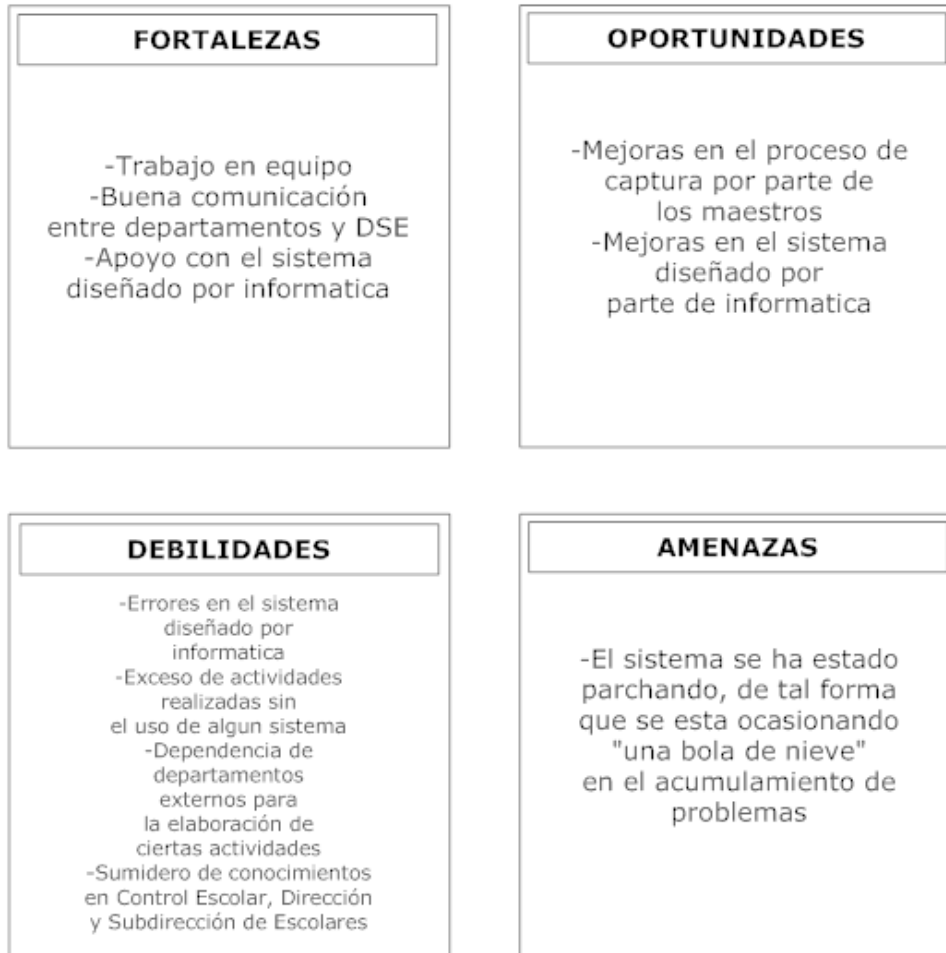 FORTALEZAS
-Trabajo en equipo
-Buena comunicación
entre departamentos y DSE
-Apoyo con el sistema
diseñado por informatica
OPORTUNIDADES
-Mejoras en el proceso de
captura por parte de
los maestros
-Mejoras en el sistema
diseñado por
parte de informatica
DEBILIDADES
-Errores en el sistema
diseñado por
informatica
-Exceso de actividades
realizadas sin
el uso de algun sistema
-Dependencia de
departamentos
externos para
la elaboración de
ciertas actividades
-Sumidero de conocimientos
en Control Escolar, Dirección
y Subdirección de Escolares
AMENAZAS
-El sistema se ha estado
parchando, de tal forma
que se esta ocasionando
"una bola de nieve"
en el acumulamiento de
problemas